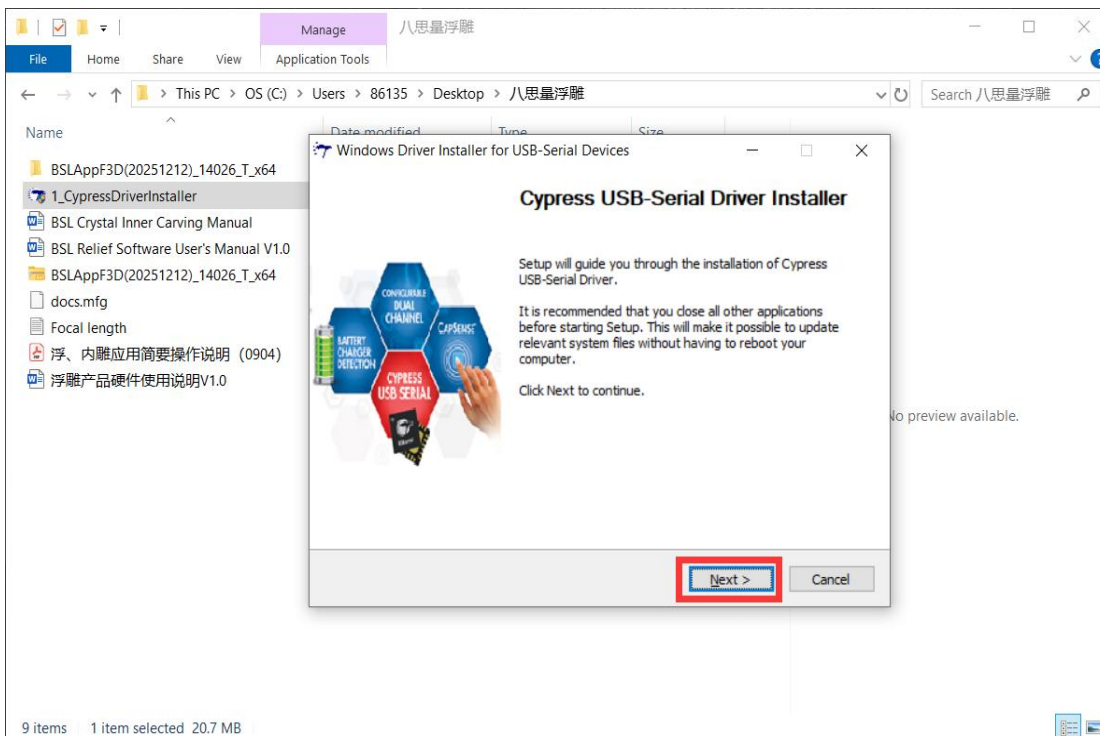 Manage
八思量浮雕
File
Home
Share
View
Application Tools
This PC > OS (C:) > Users > 86135 > Desktop > 八思量浮雕
Search 八思量浮雕
Name
Date modified
Type
Size
BSLAppF3D(20251212)_14026_T_x64
1_CypressDriverInstaller
BSL Crystal Inner Carving Manual
BSL Relief Software User's Manual V1.0
BSLAppF3D(20251212)_14026_T_x64
docs.mfg
Focal length
浮、内雕应用简要操作说明（0904）
浮雕产品硬件使用说明V1.0
Windows Driver Installer for USB-Serial Devices
Cypress USB-Serial Driver Installer
Setup will guide you through the installation of Cypress
USB-Serial Driver.
It is recommended that you close all other applications
before starting Setup. This will make it possible to update
relevant system files without having to reboot your
computer.
Click Next to continue.
CONFIGURABLE
DUAL
CHANNEL
CAPSENSE
BATTERY
CHARGER
DETECTION
CYPRESS
USB SERIAL
Next >
Cancel
No preview available.
9 items
1 item selected 20.7 MB